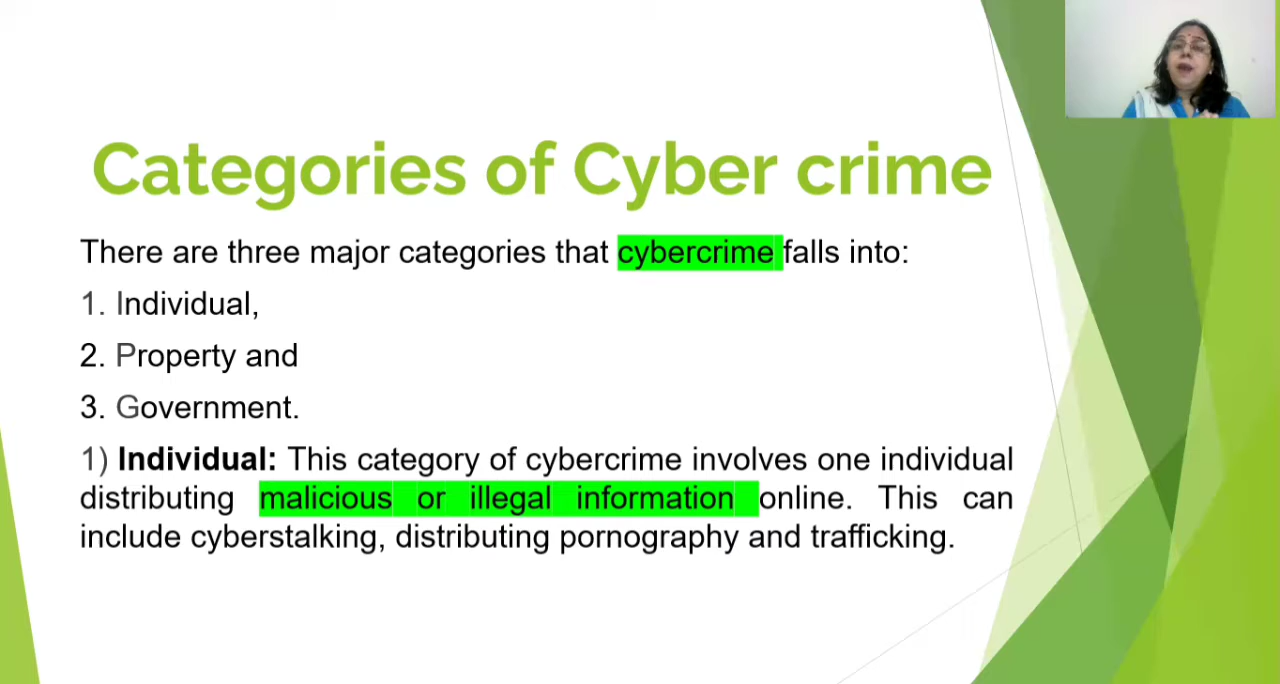 Categories of Cyber crime
There are three major categories that cybercrime falls into:
1. Individual,
2. Property and
3. Government.
1) Individual: This category of cybercrime involves one individual
distributing malicious or illegal information online. This can
include cyberstalking, distributing pornography and trafficking.